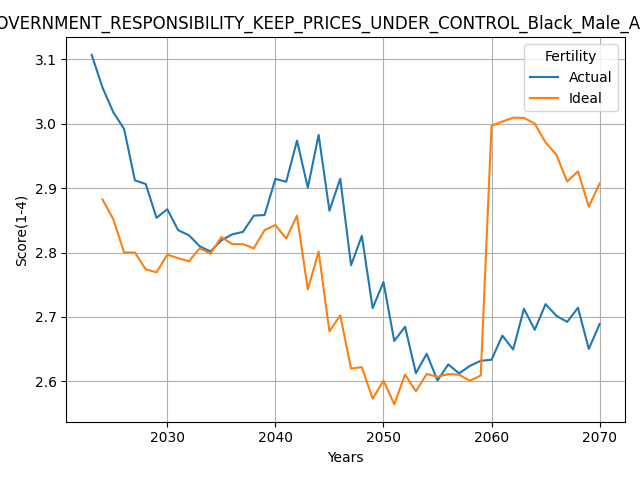 OVERNMENT_RESPONSIBILITY_KEEP_PRICES_UNDER_CONTROL_Black_Male_A
Fertility
Actual
Ideal
Score(1-4)
3.1
3.0
2.9
2.8
2.7
2.6
2030 2040 2050 2060 2070
Years